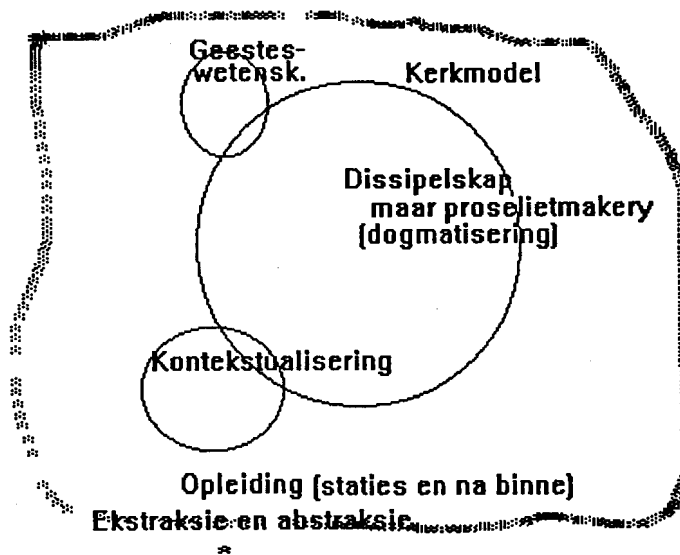 Geestes-
wetensk.
Kerkmodel
Dissipelskap
maar proselietmakery
(dogmatisering)
Kontekstualisering
Opleiding (staties en na binne)
Ekstraksie en abstraksie